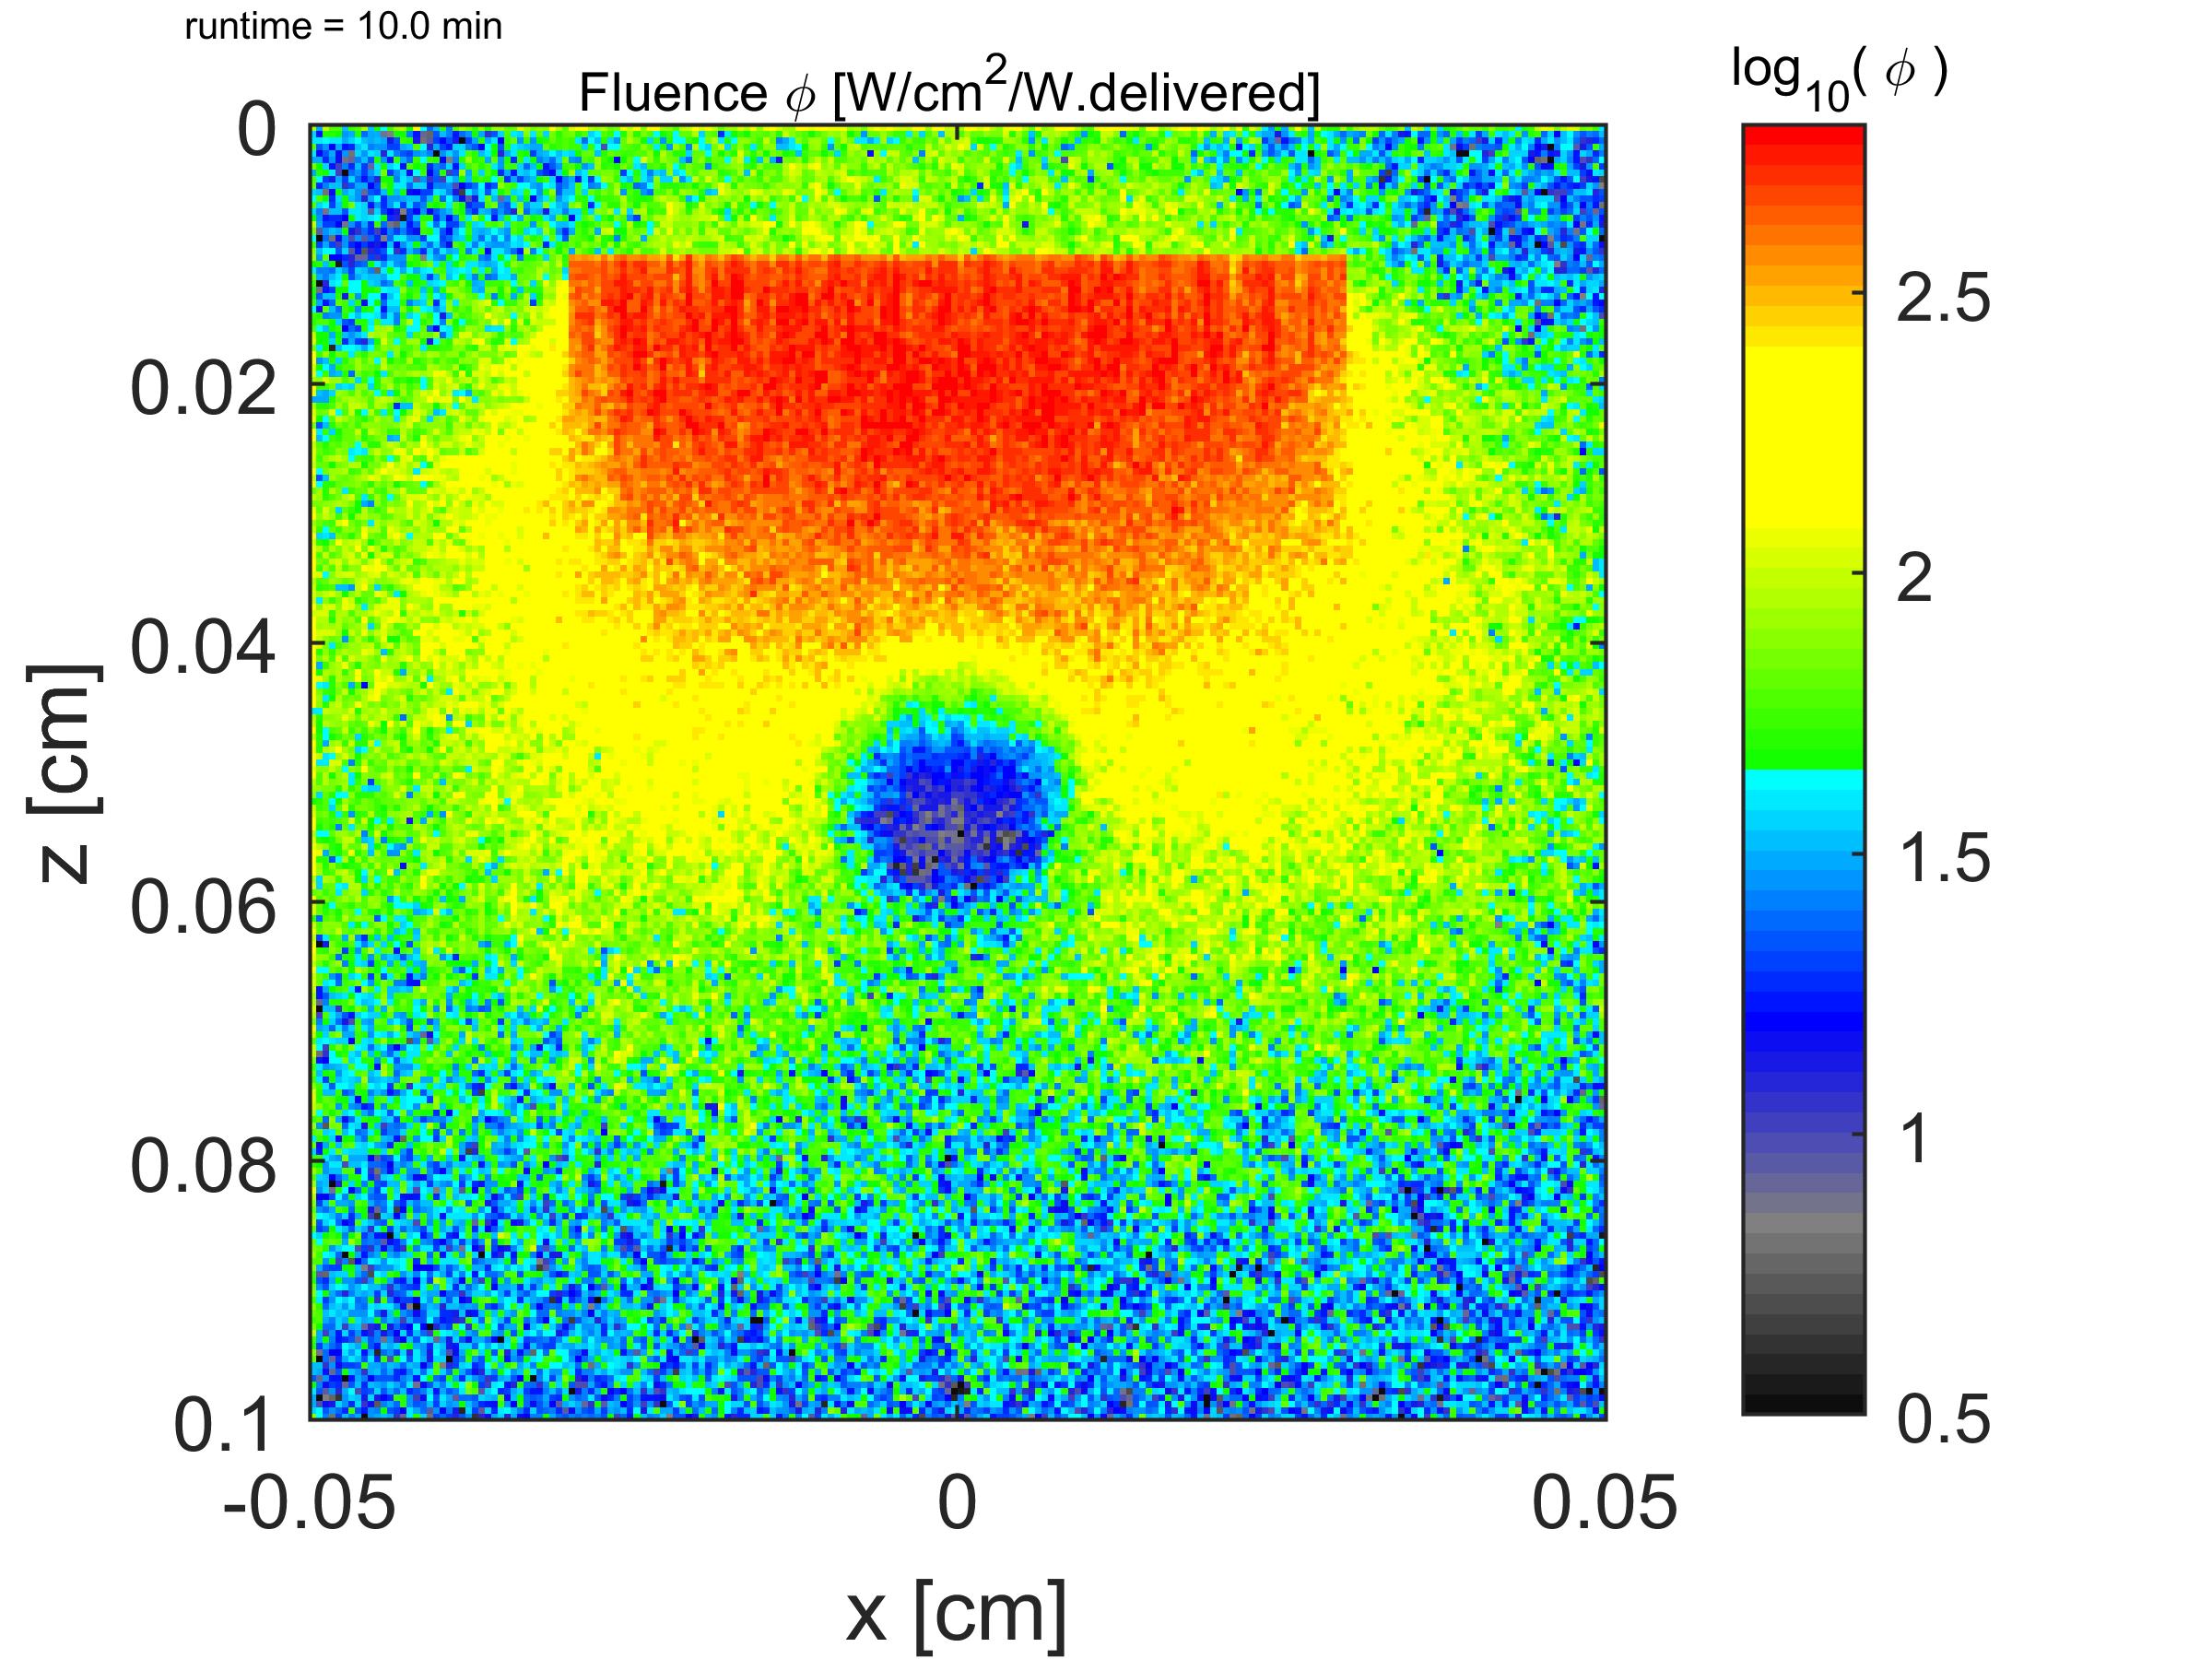 runtime = 10.0 min
Fluence ϕ [W/cm²/W.delivered]
log₁₀( ϕ )
0
0.02
0.04
0.06
0.08
0.1
z [cm]
-0.05
0
0.05
x [cm]
2.5
2
1.5
1
0.5